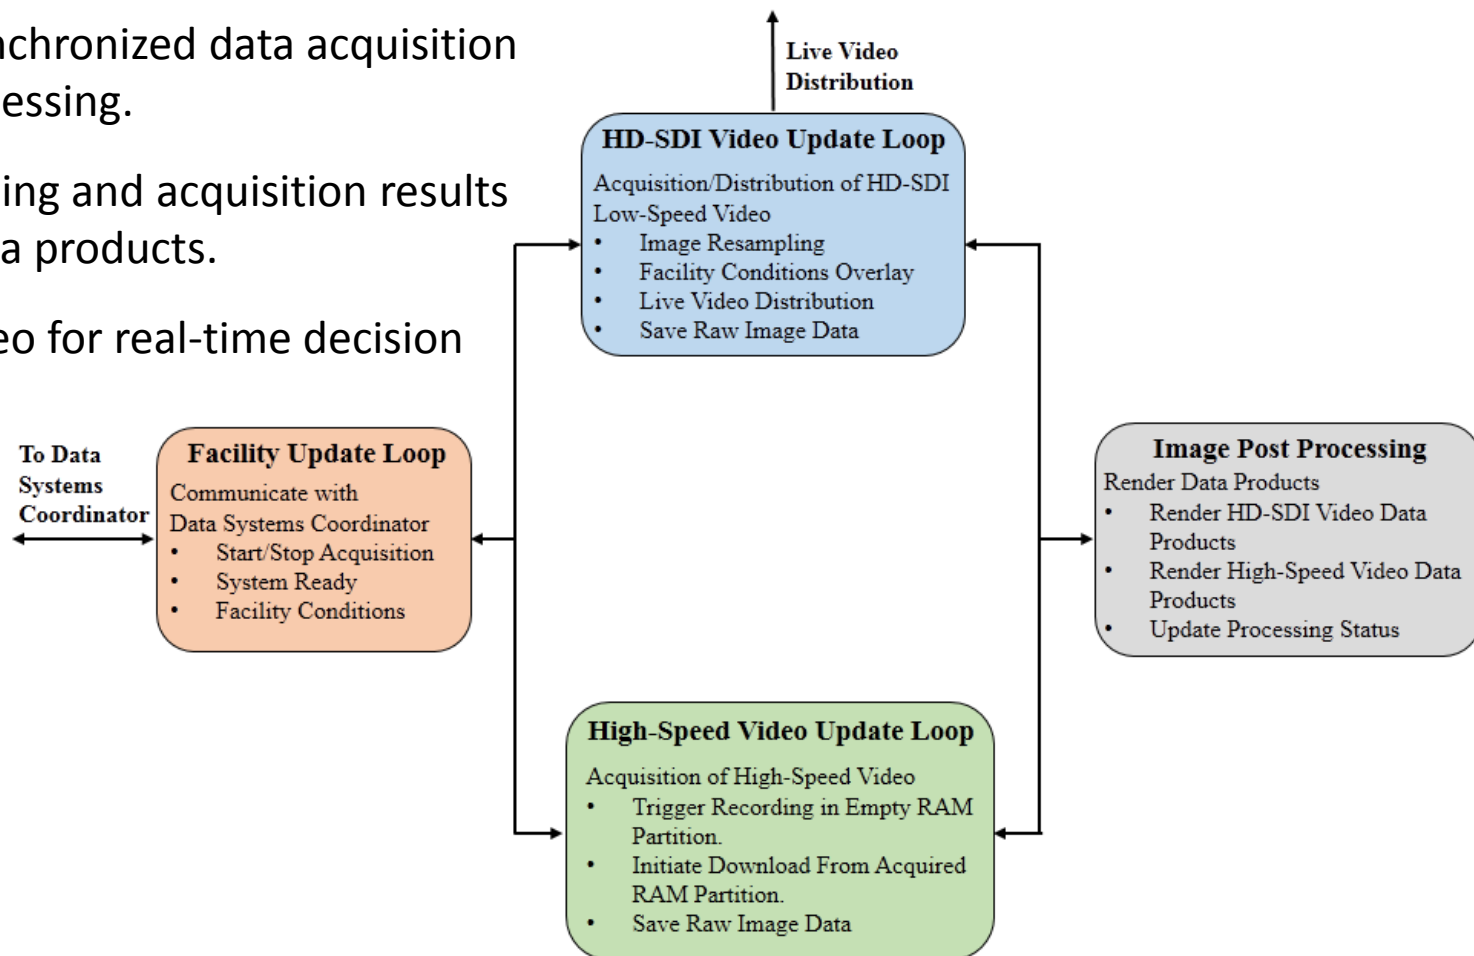 nchronized data acquisition
essing.
ing and acquisition results
a products.
eo for real-time decision
Live Video
Distribution
HD-SDI Video Update Loop
Acquisition/Distribution of HD-SDI
Low-Speed Video
• Image Resampling
• Facility Conditions Overlay
• Live Video Distribution
• Save Raw Image Data
To Data
Systems
Coordinator
Facility Update Loop
Communicate with
Data Systems Coordinator
• Start/Stop Acquisition
• System Ready
• Facility Conditions
Image Post Processing
Render Data Products
• Render HD-SDI Video Data
Products
• Render High-Speed Video Data
Products
• Update Processing Status
High-Speed Video Update Loop
Acquisition of High-Speed Video
• Trigger Recording in Empty RAM
Partition.
• Initiate Download From Acquired
RAM Partition.
• Save Raw Image Data